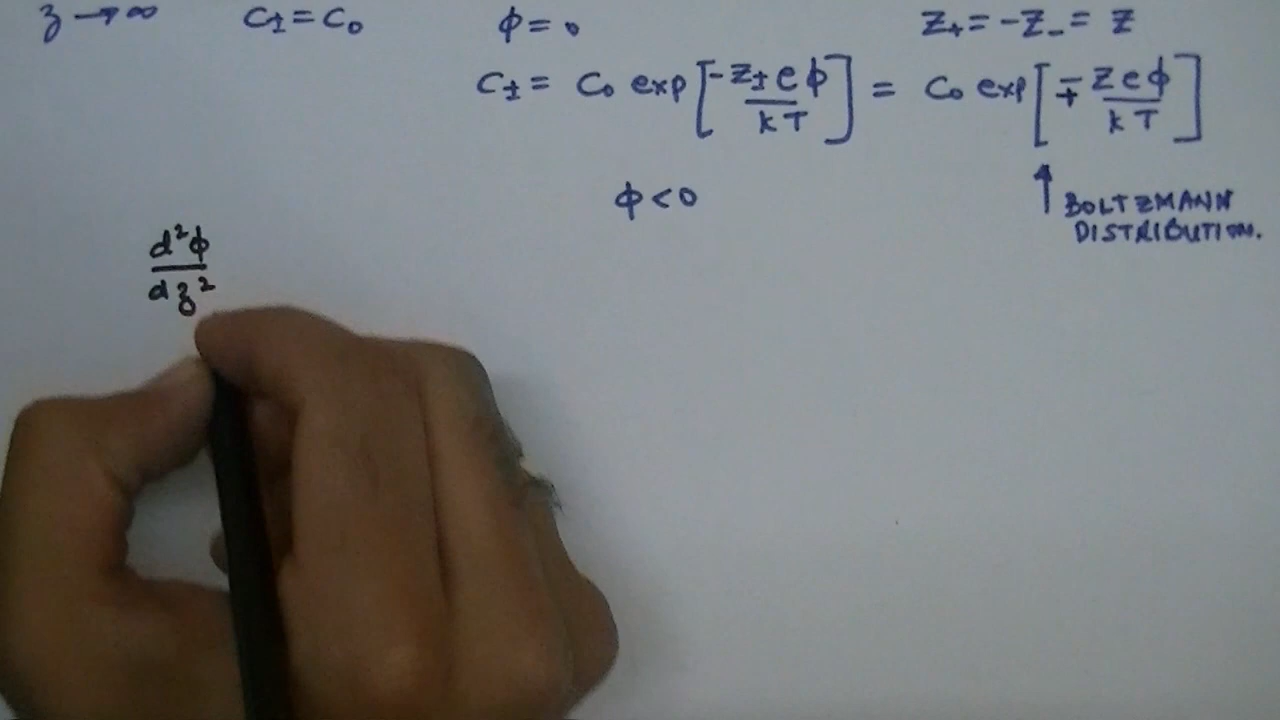 z → ∞ C± = C₀ ϕ = 0 Z₊ = -Z₋ = Z
C± = C₀ exp[-Z±eϕ/kT] = C₀ exp[∓Zeϕ/kT]
ϕ < 0
↑ BOLTZMANN
DISTRIBUTION.
d²ϕ/dz²